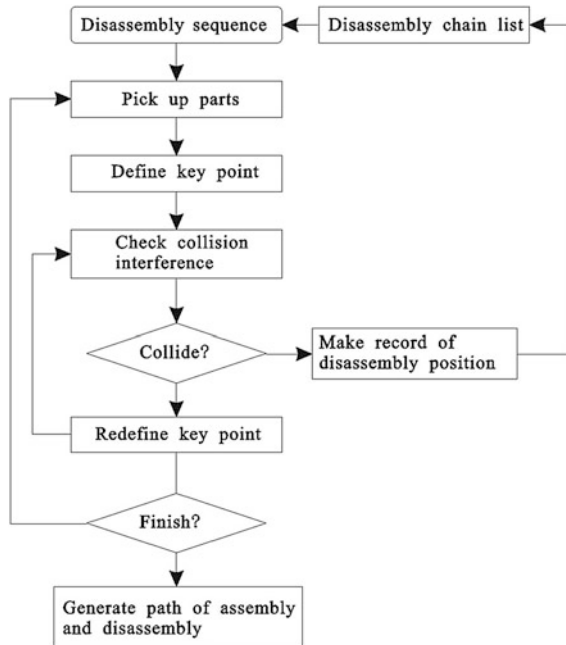 Disassembly sequence
Disassembly chain list
Pick up parts
Define key point
Check collision
interference
Collide?
Make record of
disassembly position
Redefine key point
Finish?
Generate path of assembly
and disassembly